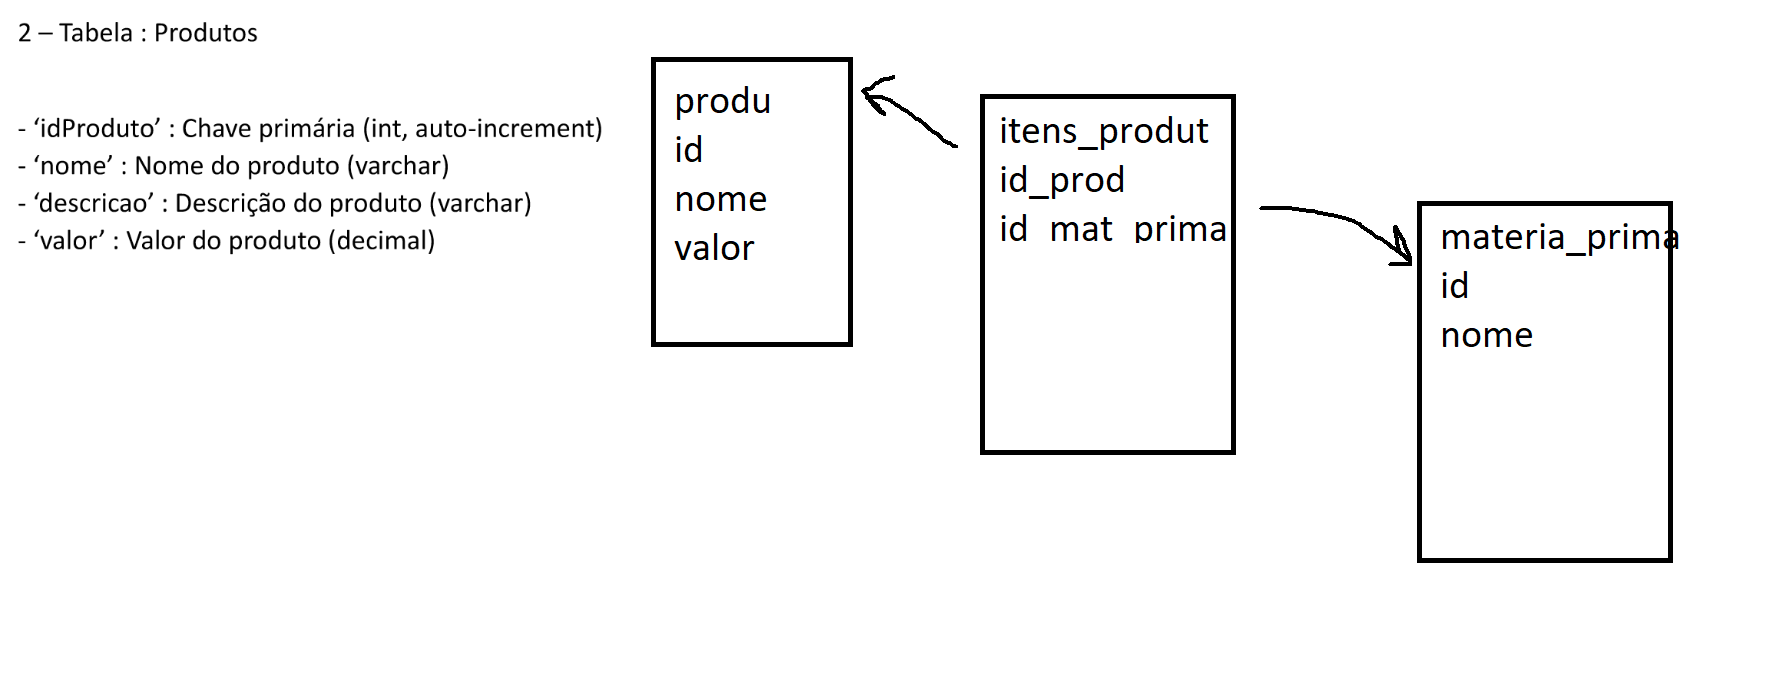 2 – Tabela : Produtos
- ‘idProduto’ : Chave primária (int, auto-increment)
- ‘nome’ : Nome do produto (varchar)
- ‘descricao’ : Descrição do produto (varchar)
- ‘valor’ : Valor do produto (decimal)
produ
id
nome
valor
itens_produt
id_prod
id_mat_prima
materia_prima
id
nome